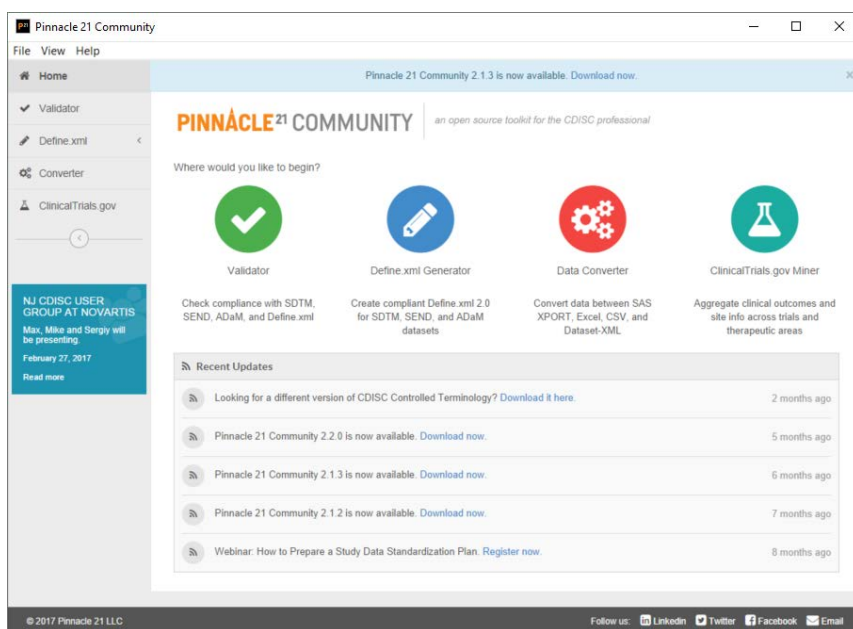 P21 Pinnacle 21 Community
File View Help
Home
Pinnacle 21 Community 2.1.3 is now available. Download now.
Validator
Define.xml
Converter
ClinicalTrials.gov
PINNACLE 21 COMMUNITY
an open source toolkit for the CDISC professional
Where would you like to begin?
Validator
Check compliance with SDTM,
SEND, ADaM, and Define.xml
Define.xml Generator
Create compliant Define.xml 2.0
for SDTM, SEND, and ADaM
datasets
Data Converter
Convert data between SAS
XPORT, Excel, CSV, and
Dataset-XML
ClinicalTrials.gov Miner
Aggregate clinical outcomes and
site info across trials and
therapeutic areas
NJ CDISC USER
GROUP AT NOVARTIS
Max, Mike and Sergiy will
be presenting.
February 27, 2017
Read more
Recent Updates
Looking for a different version of CDISC Controlled Terminology? Download it here. 2 months ago
Pinnacle 21 Community 2.2.0 is now available. Download now. 5 months ago
Pinnacle 21 Community 2.1.3 is now available. Download now. 6 months ago
Pinnacle 21 Community 2.1.2 is now available. Download now. 7 months ago
Webinar: How to Prepare a Study Data Standardization Plan. Register now. 8 months ago
© 2017 Pinnacle 21 LLC
Follow us: in Linkedin Twitter f Facebook Email